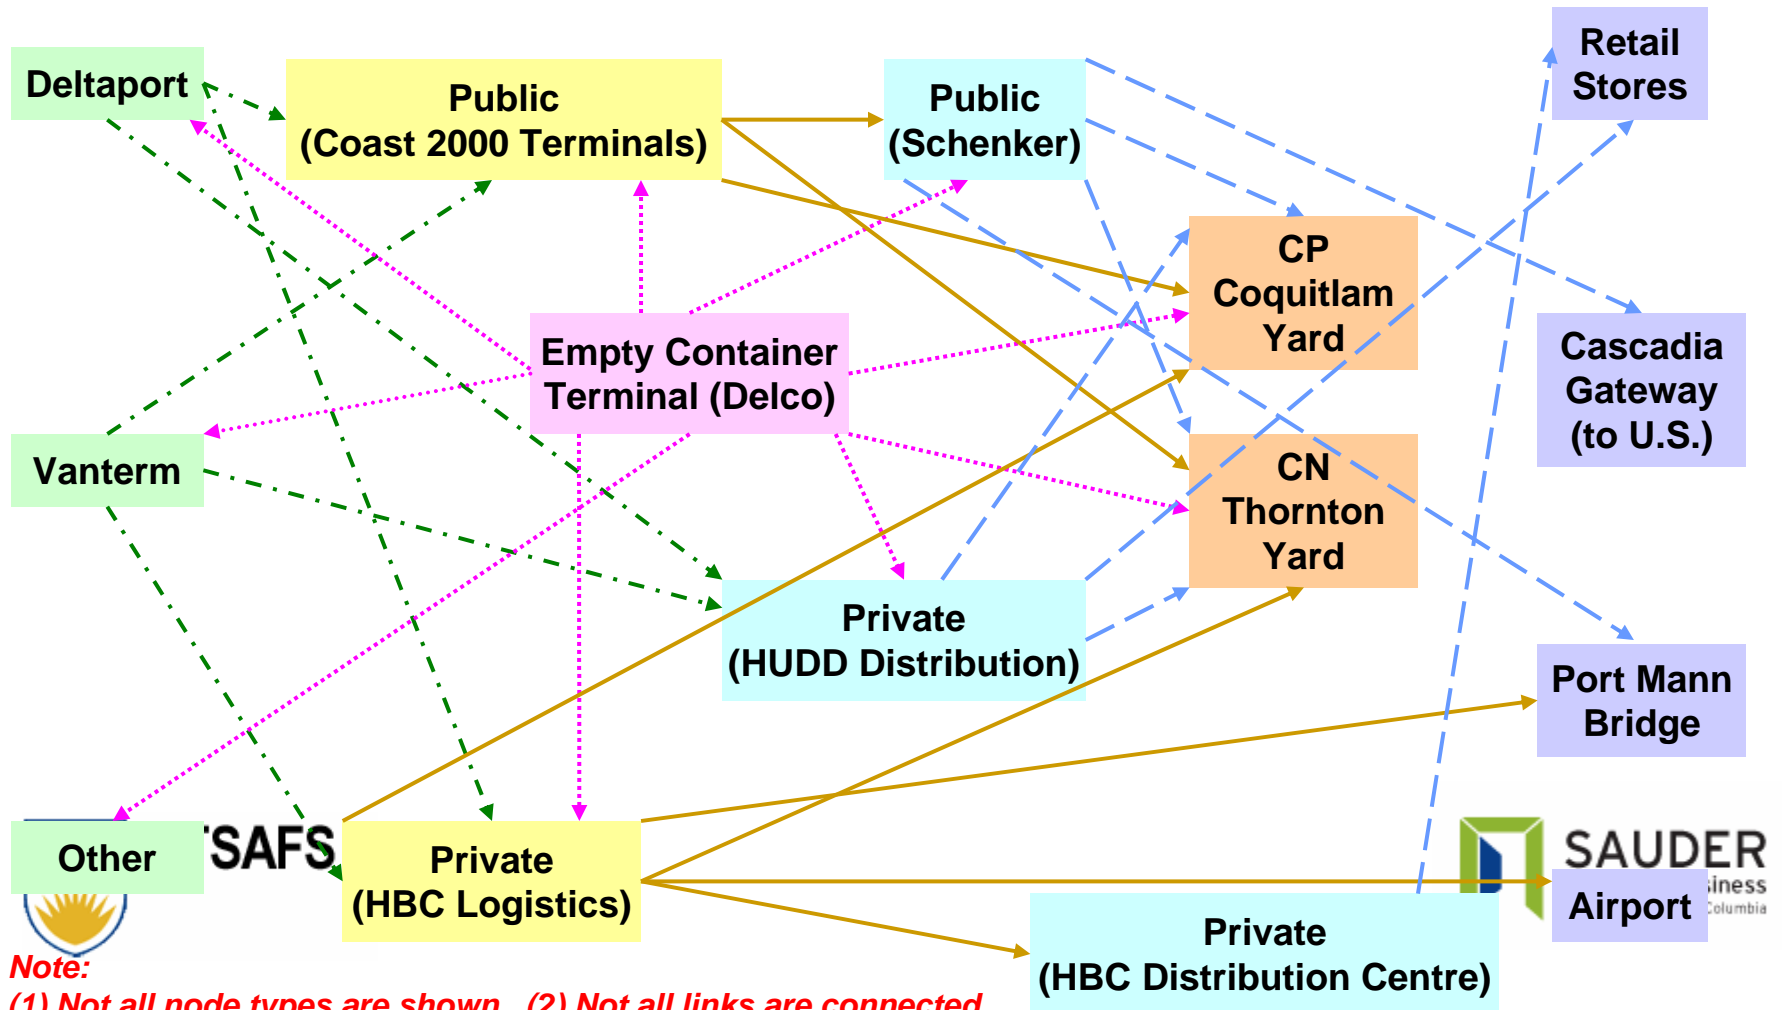 Retail
Stores
Deltaport
Public
(Coast 2000 Terminals)
Public
(Schenker)
CP
Coquitlam
Yard
Empty Container
Terminal (Delco)
Cascadia
Gateway
(to U.S.)
Vanterm
CN
Thornton
Yard
Private
(HUDD Distribution)
Port Mann
Bridge
Other
SAFS
Private
(HBC Logistics)
SAUDER
iness
Columbia
Airport
Private
(HBC Distribution Centre)
Note:
(1) Not all node types are shown (2) Not all links are connected